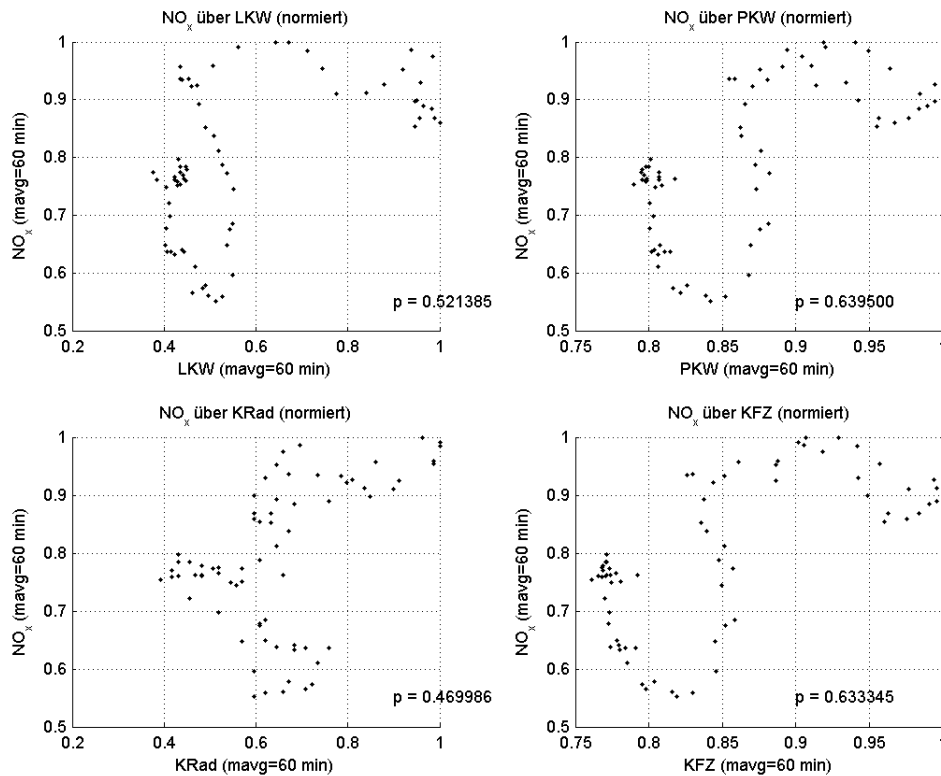 NOx über LKW (normiert)
NOx (mavg=60 min)
1
0.9
0.8
0.7
0.6
0.5
0.2
0.4
0.6
0.8
1
p = 0.521385
LKW (mavg=60 min)
NOx über PKW (normiert)
NOx (mavg=60 min)
1
0.9
0.8
0.7
0.6
0.5
0.75
0.8
0.85
0.9
0.95
1
p = 0.639500
PKW (mavg=60 min)
NOx über KRad (normiert)
NOx (mavg=60 min)
1
0.9
0.8
0.7
0.6
0.5
0.2
0.4
0.6
0.8
1
p = 0.469986
KRad (mavg=60 min)
NOx über KFZ (normiert)
NOx (mavg=60 min)
1
0.9
0.8
0.7
0.6
0.5
0.75
0.8
0.85
0.9
0.95
1
p = 0.633345
KFZ (mavg=60 min)